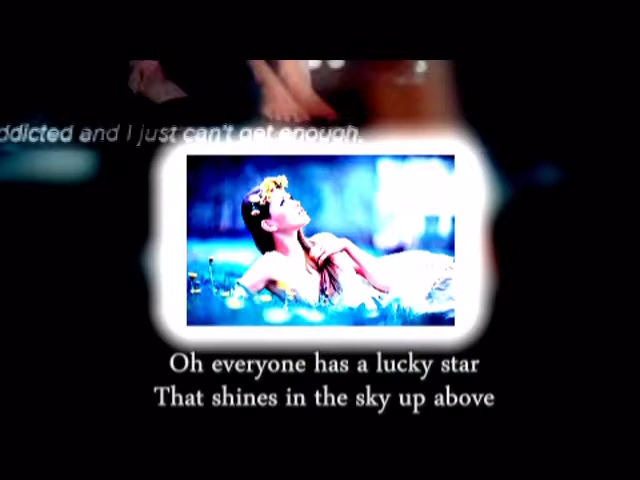 ddicted and I just can't get enough.
Oh everyone has a lucky star
That shines in the sky up above